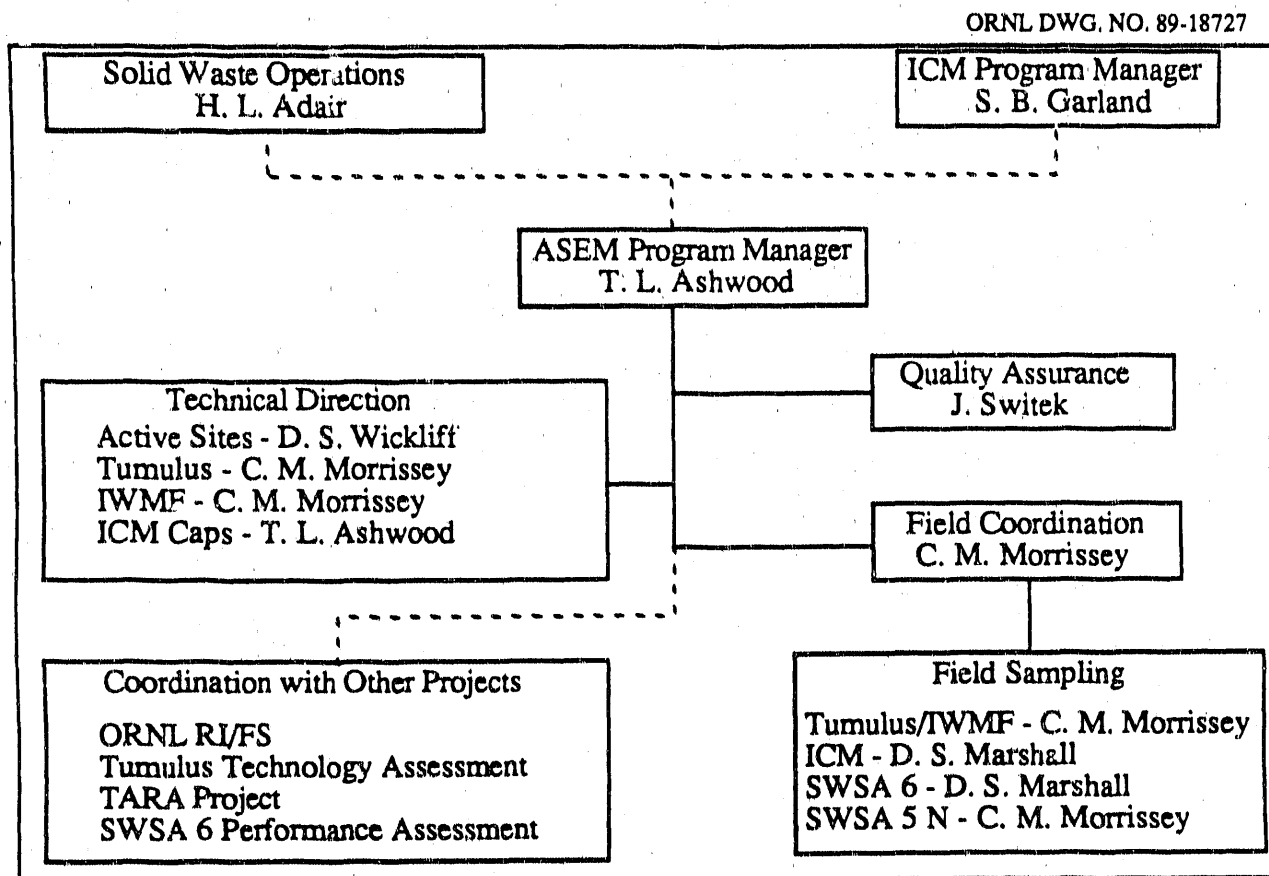 ORNL DWG. NO. 89-18727
Solid Waste Operations
H. L. Adair
ICM Program Manager
S. B. Garland
ASEM Program Manager
T. L. Ashwood
Quality Assurance
J. Switek
Technical Direction
Active Sites - D. S. Wickliff
Tumulus - C. M. Morrissey
IWMF - C. M. Morrissey
ICM Caps - T. L. Ashwood
Field Coordination
C. M. Morrissey
Coordination with Other Projects
ORNL RI/FS
Tumulus Technology Assessment
TARA Project
SWSA 6 Performance Assessment
Field Sampling
Tumulus/IWMF - C. M. Morrissey
ICM - D. S. Marshall
SWSA 6 - D. S. Marshall
SWSA 5 N - C. M. Morrissey